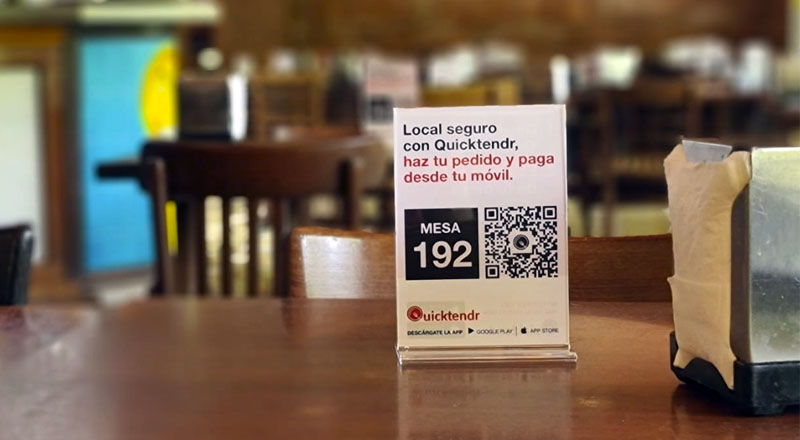 Local seguro
con Quicktendr,
haz tu pedido y paga
desde tu móvil.
MESA
192
Quicktendr
DESCÁRGATE LA APP GOOGLE PLAY | APP STORE